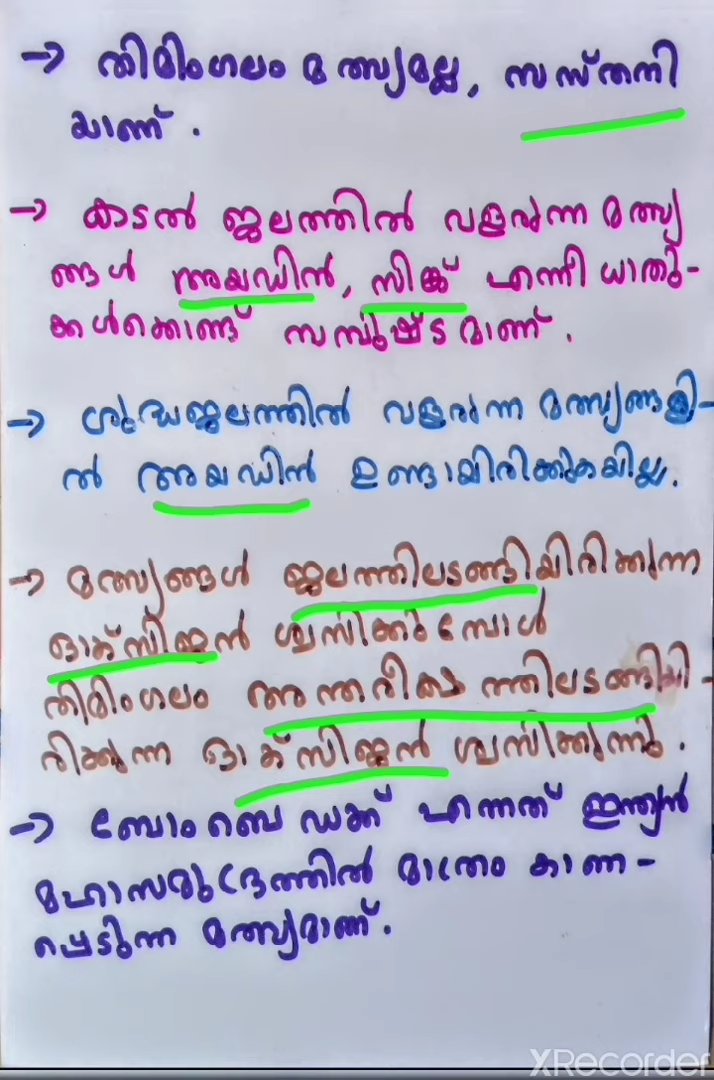 → തിമിംഗലം മത്സ്യമല്ല, സസ്തനി
യാണ് .
→ കടൽ ജലത്തിൽ വളരുന്ന മത്സ്യ
ങ്ങൾ അയഡിൻ, സിങ്ക് എന്നീ ധാതു-
ക്കൾക്കൊണ്ട് സമ്പുഷ്ടമാണ് .
→ ശുദ്ധജലത്തിൽ വളരുന്ന മത്സ്യങ്ങളി-
ൽ അയഡിൻ ഉണ്ടായിരിക്കുകയില്ല.
→ മത്സ്യങ്ങൾ ജലത്തിലടങ്ങിയിരിക്കുന്ന
ഓക്സിജൻ ശ്വസിക്കുമ്പോൾ
തിമിംഗലം അന്തരീക്ഷത്തിലടങ്ങിയി-
രിക്കുന്ന ഓക്സിജൻ ശ്വസിക്കുന്നു.
→ ബോംബെ ഡക്ക് എന്നത് ഇന്ത്യൻ
മഹാസമുദ്രത്തിൽ മാത്രം കാണ-
പ്പെടുന്ന മത്സ്യമാണ്.
XRecorder